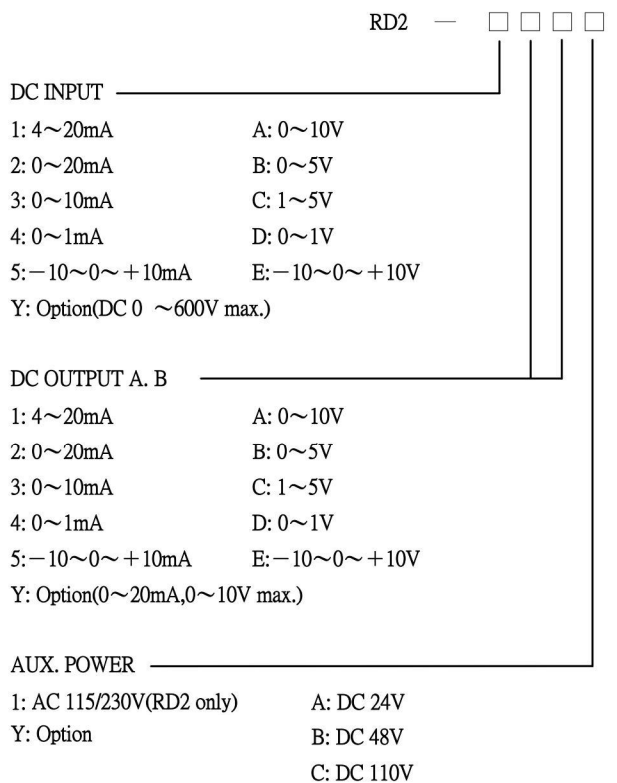 RD2 — □ □ □ □
DC INPUT
1: 4～20mA A: 0～10V
2: 0～20mA B: 0～5V
3: 0～10mA C: 1～5V
4: 0～1mA D: 0～1V
5:－10～0～＋10mA E:－10～0～＋10V
Y: Option(DC 0 ～600V max.)
DC OUTPUT A. B
1: 4～20mA A: 0～10V
2: 0～20mA B: 0～5V
3: 0～10mA C: 1～5V
4: 0～1mA D: 0～1V
5:－10～0～＋10mA E:－10～0～＋10V
Y: Option(0～20mA,0～10V max.)
AUX. POWER
1: AC 115/230V(RD2 only) A: DC 24V
Y: Option B: DC 48V
C: DC 110V